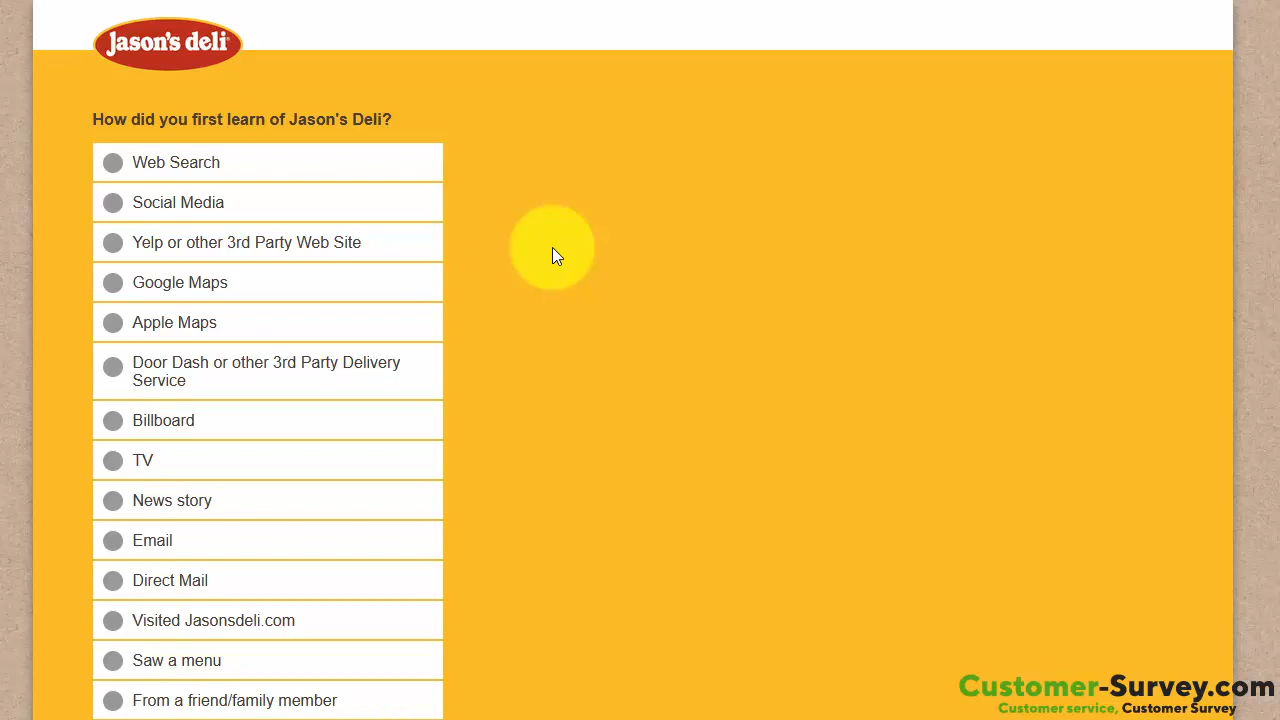 Jason's deli
How did you first learn of Jason's Deli?
Web Search
Social Media
Yelp or other 3rd Party Web Site
Google Maps
Apple Maps
Door Dash or other 3rd Party Delivery
Service
Billboard
TV
News story
Email
Direct Mail
Visited Jasonsdeli.com
Saw a menu
From a friend/family member
Customer-Survey.com
Customer service, Customer Survey